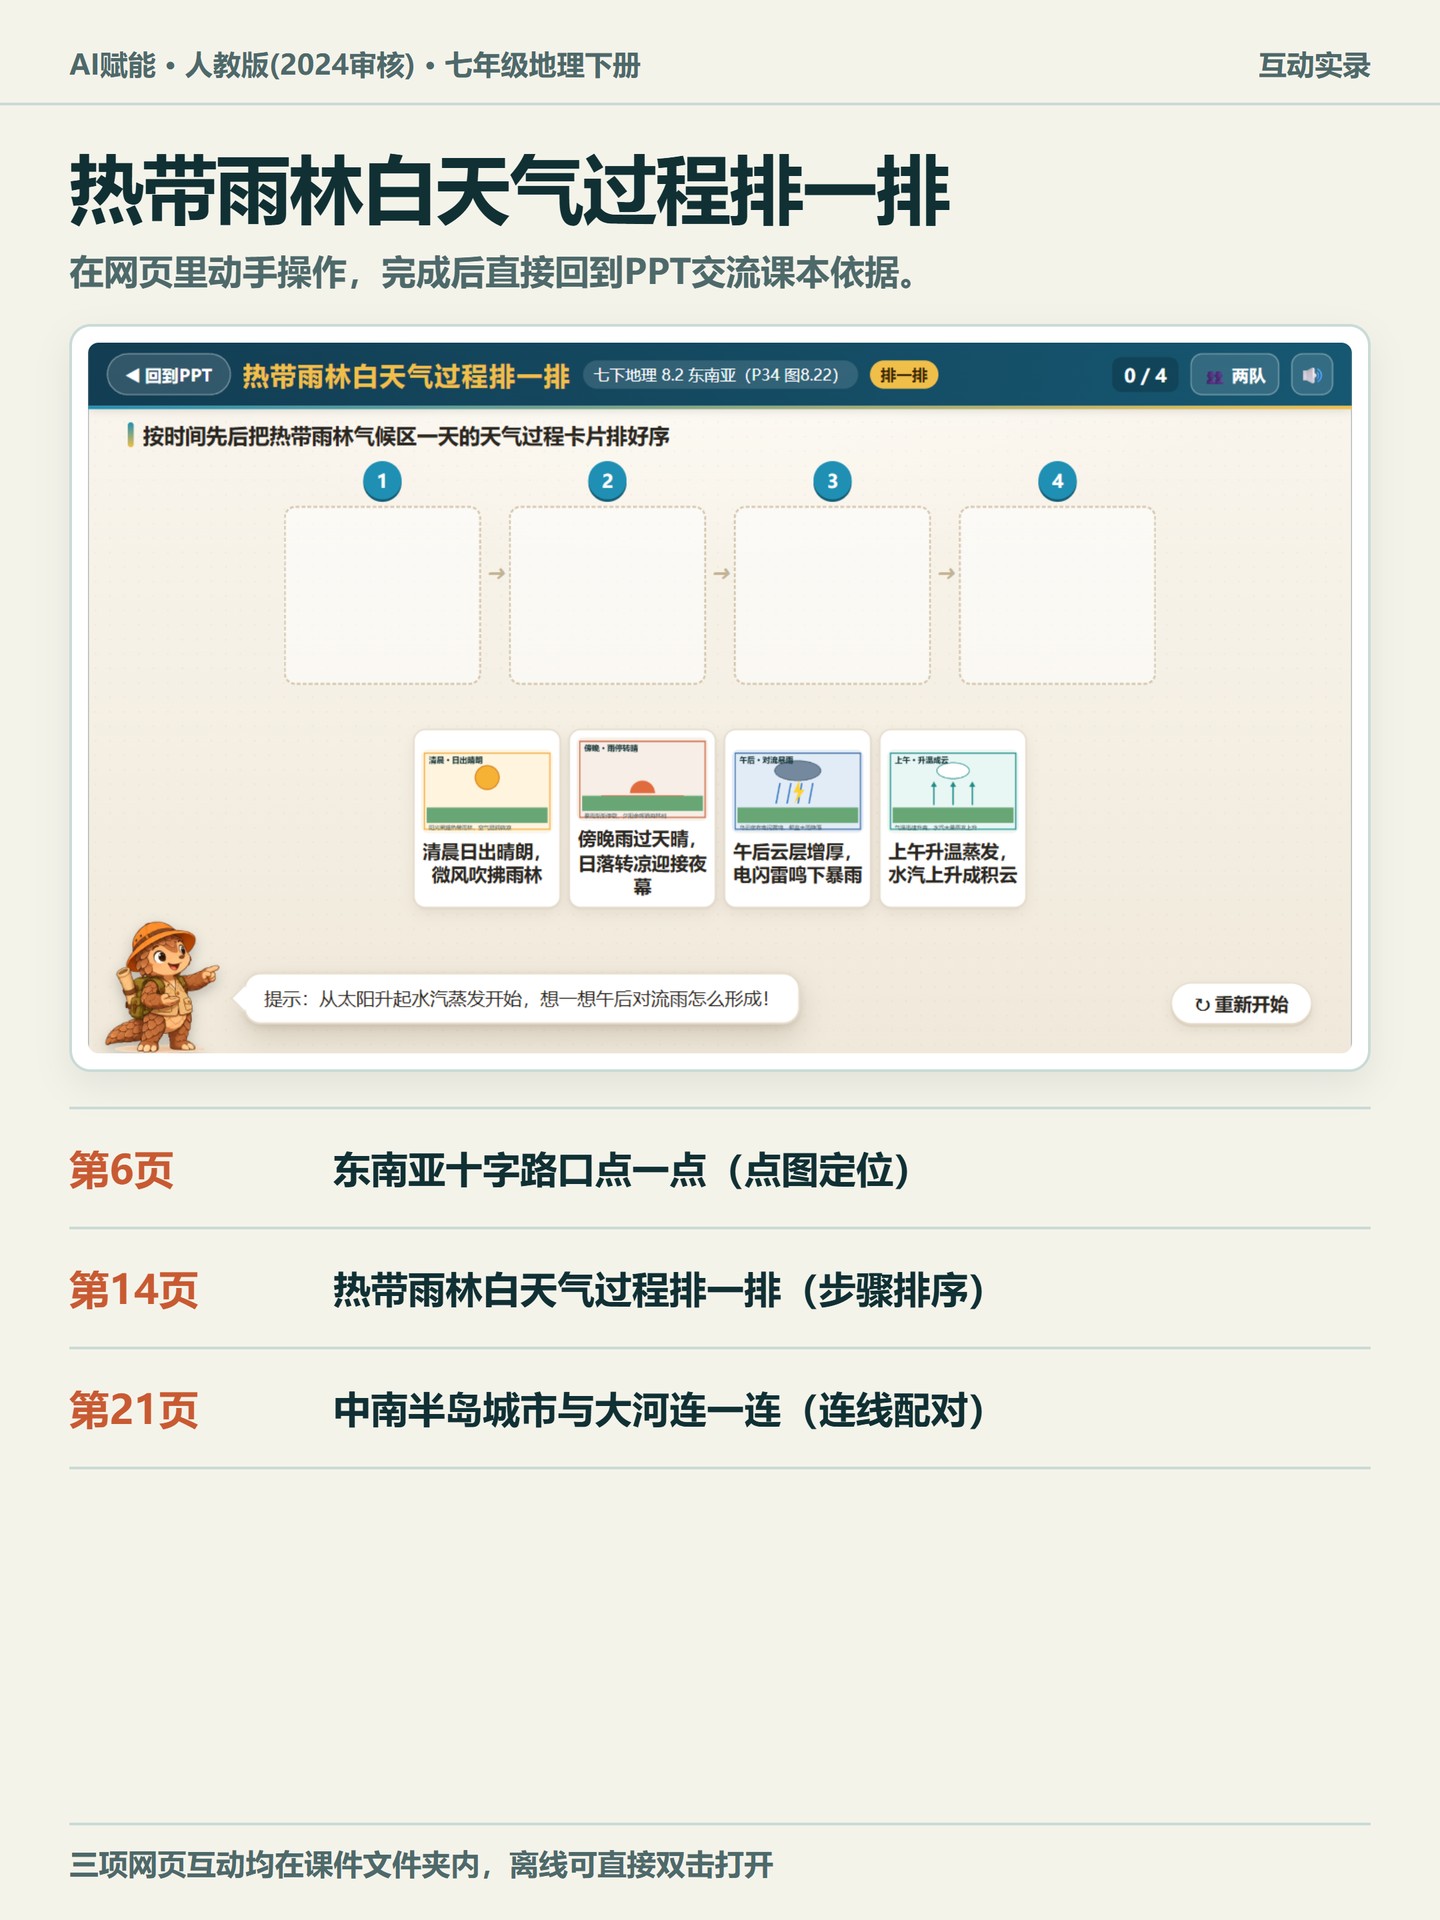 AI赋能 • 人教版(2024审核) • 七年级地理下册
互动实录
热带雨林白天气过程排一排
在网页里动手操作，完成后直接回到PPT交流课本依据。
◀ 回到PPT
热带雨林白天气过程排一排
七下地理 8.2 东南亚（P34 图8.22）
排一排
0 / 4
两队
按时间先后把热带雨林气候区一天的天气过程卡片排好序
1
2
3
4
→
→
→
清晨・日出晴朗
清晨日出晴朗，
微风吹拂雨林
傍晚・雨停转晴
傍晚雨过天晴，
日落转凉迎接夜
幕
午后・对流暴雨
午后云层增厚，
电闪雷鸣下暴雨
上午・升温成云
上午升温蒸发，
水汽上升成积云
提示：从太阳升起水汽蒸发开始，想一想午后对流雨怎么形成！
↻ 重新开始
第6页
东南亚十字路口点一点（点图定位）
第14页
热带雨林白天气过程排一排（步骤排序）
第21页
中南半岛城市与大河连一连（连线配对）
三项网页互动均在课件文件夹内，离线可直接双击打开